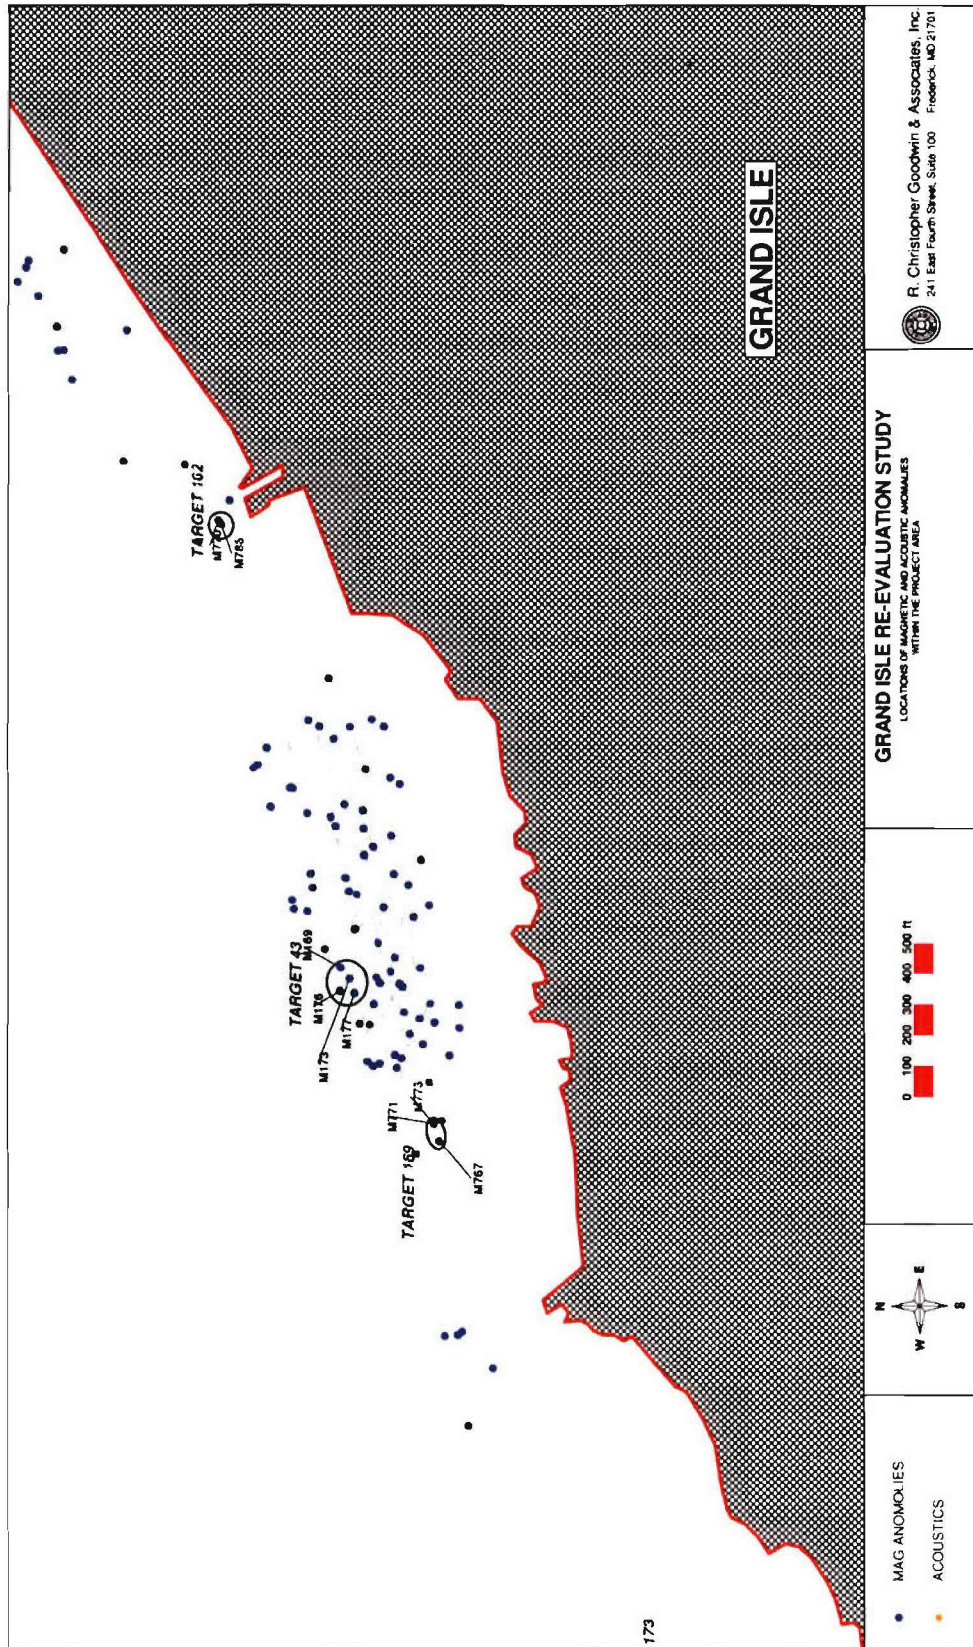 TARGET 102
M785
TARGET 43
M169
M176
M173
M177
M771
M773
TARGET 169
M767
GRAND ISLE
173
MAG ANOMOLIES
ACOUSTICS
N
W
E
S
0 100 200 300 400 500 ft
GRAND ISLE RE-EVALUATION STUDY
LOCATIONS OF MAGNETIC AND ACOUSTIC ANOMALIES
WITHIN THE PROJECT AREA
R. Christopher Goodwin & Associates, Inc.
241 East Fourth Street, Suite 100 Frederick, MD 21701